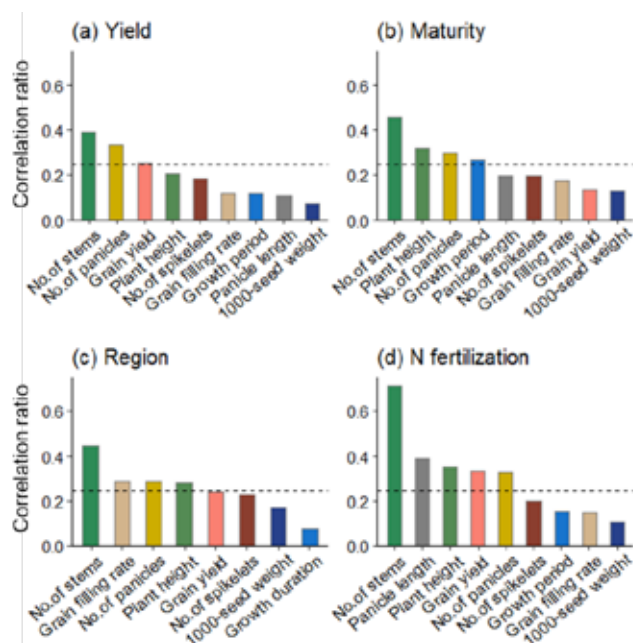 (a) Yield
Correlation ratio
0.6
0.4
0.2
0.0
No.of stems
No.of panicles
Grain yield
Plant height
No.of spikelets
Grain filling rate
Growth period
Panicle length
1000-seed weight
(b) Maturity
0.6
0.4
0.2
0.0
No.of stems
Plant height
No.of panicles
Growth period
Panicle length
No.of spikelets
Grain filling rate
Grain yield
1000-seed weight
(c) Region
Correlation ratio
0.6
0.4
0.2
0.0
No.of stems
Grain filling rate
No.of panicles
Plant height
Grain yield
No.of spikelets
1000-seed weight
Growth duration
(d) N fertilization
0.6
0.4
0.2
0.0
No.of stems
Panicle length
Plant height
Grain yield
No.of panicles
No.of spikelets
Growth period
Grain filling rate
1000-seed weight